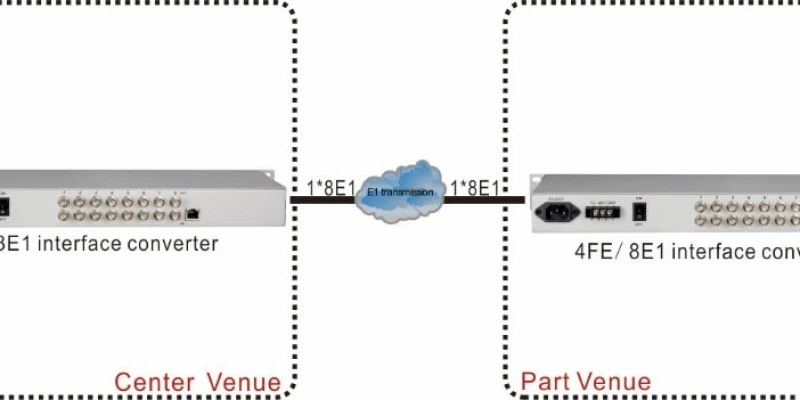 1*8E1
E1 transmission
1*8E1
8E1 interface converter
4FE/ 8E1 interface conv
Center Venue
Part Venue